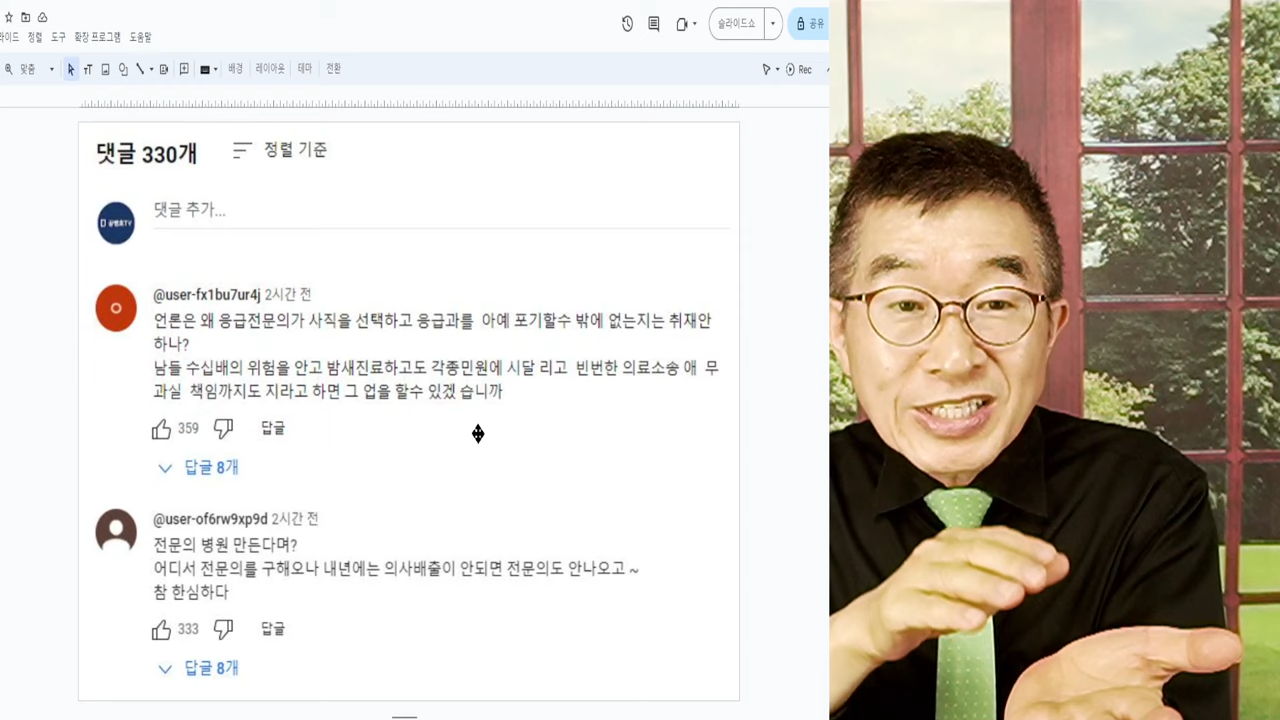 라이드 정렬 도구 확장 프로그램 도움말
슬라이드쇼
공유
맞춤
배경 레이아웃 테마 전환
Rec
댓글 330개
정렬 기준
공병호TV
댓글 추가...
@user-fx1bu7ur4j 2시간 전
언론은 왜 응급전문의가 사직을 선택하고 응급과를 아예 포기할수 밖에 없는지는 취재안
하나?
남들 수십배의 위험을 안고 밤새진료하고도 각종민원에 시달 리고 빈번한 의료소송 애 무
과실 책임까지도 지라고 하면 그 업을 할수 있겠 습니까
359 답글
답글 8개
@user-of6rw9xp9d 2시간 전
전문의 병원 만든다며?
어디서 전문의를 구해오나 내년에는 의사배출이 안되면 전문의도 안나오고 ~
참 한심하다
333 답글
답글 8개